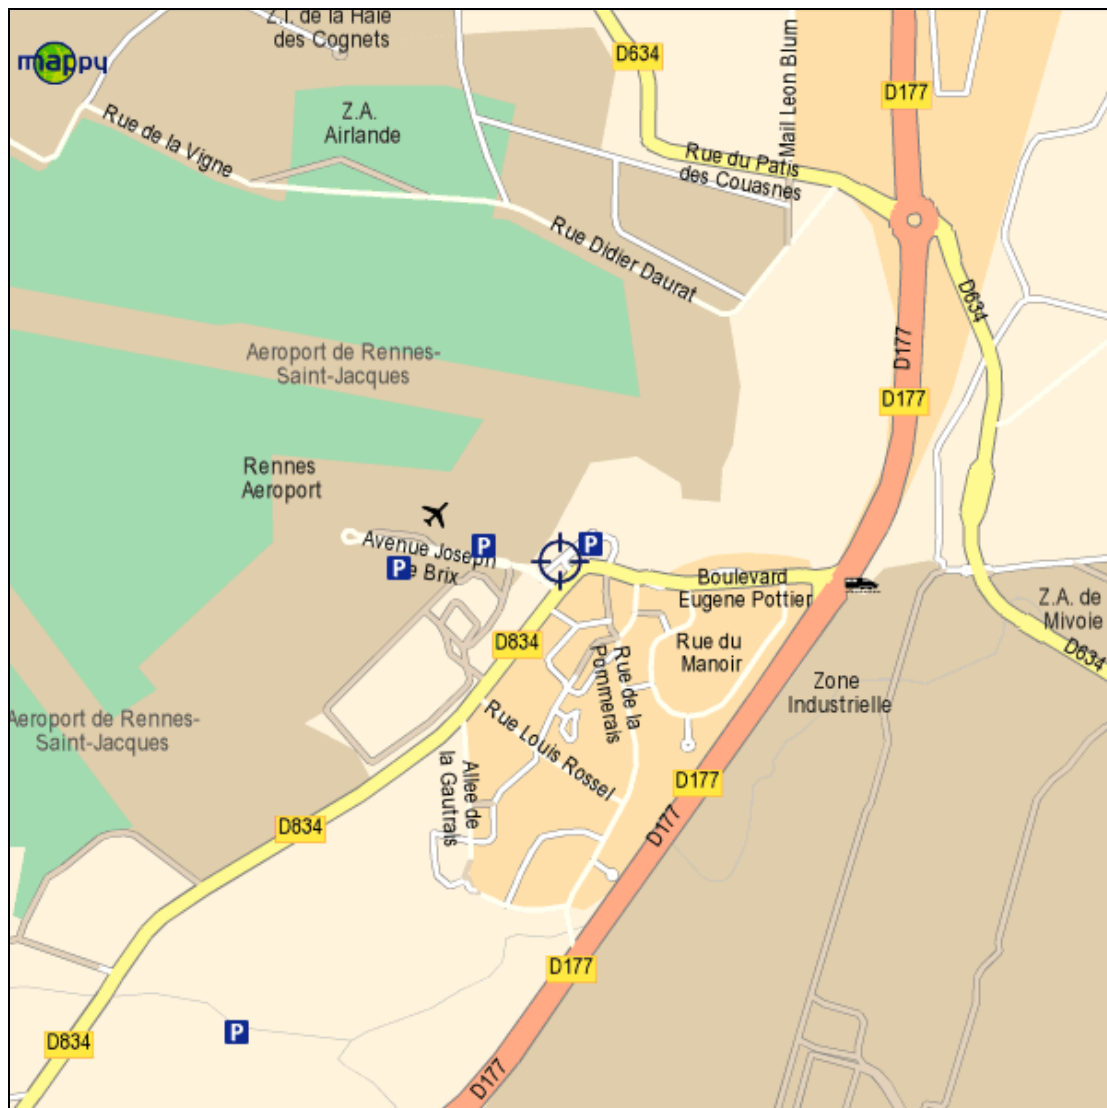 Z.I. de la Haie
des Cognets
mappy
D634
Mail Leon Blum
D177
Z.A.
Airlande
Rue de la Vigne
Rue du Patis
des Couasnes
Rue Didier Daurat
D634
D177
Aeroport de Rennes-
Saint-Jacques
D177
Rennes
Aeroport
P
Avenue Joseph
P
P
Le Brix
Boulevard
Eugene Pottier
Z.A. de
Mivoie
D834
Rue du
Manoir
D634
Rue de la
Pommerais
Zone
Industrielle
Aeroport de Rennes-
Saint-Jacques
Rue Louis Rossel
Allee de
la Gautrais
D177
D834
D177
D177
P
D834
D177